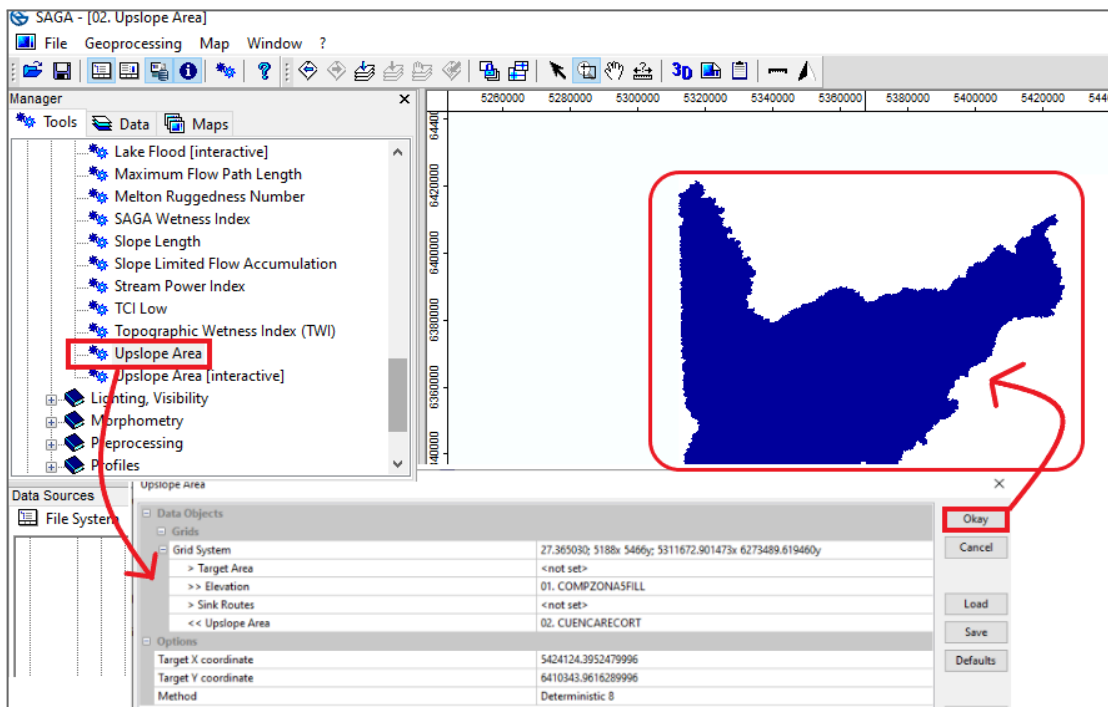 SAGA - [02. Upslope Area]
File Geoprocessing Map Window ?
3D
Manager
Tools Data Maps
Lake Flood [interactive]
Maximum Flow Path Length
Melton Ruggedness Number
SAGA Wetness Index
Slope Length
Slope Limited Flow Accumulation
Stream Power Index
TCI Low
Topographic Wetness Index (TWI)
Upslope Area
Upslope Area [interactive]
Lighting, Visibility
Morphometry
Preprocessing
Profiles
Data Sources
File System
5260000 5280000 5300000 5320000 5340000 5360000 5380000 5400000 5420000 544
6440
6420000
6400000
6380000
6360000
40000
Upslope Area
Data Objects
Grids
Grid System 27.365030; 5188x 5466y; 5311672.901473x 6273489.619460y
> Target Area <not set>
>> Elevation 01. COMPZONA5FILL
> Sink Routes <not set>
<< Upslope Area 02. CUENCARECORT
Options
Target X coordinate 5424124.3952479996
Target Y coordinate 6410343.9616289996
Method Deterministic 8
Okay
Cancel
Load
Save
Defaults